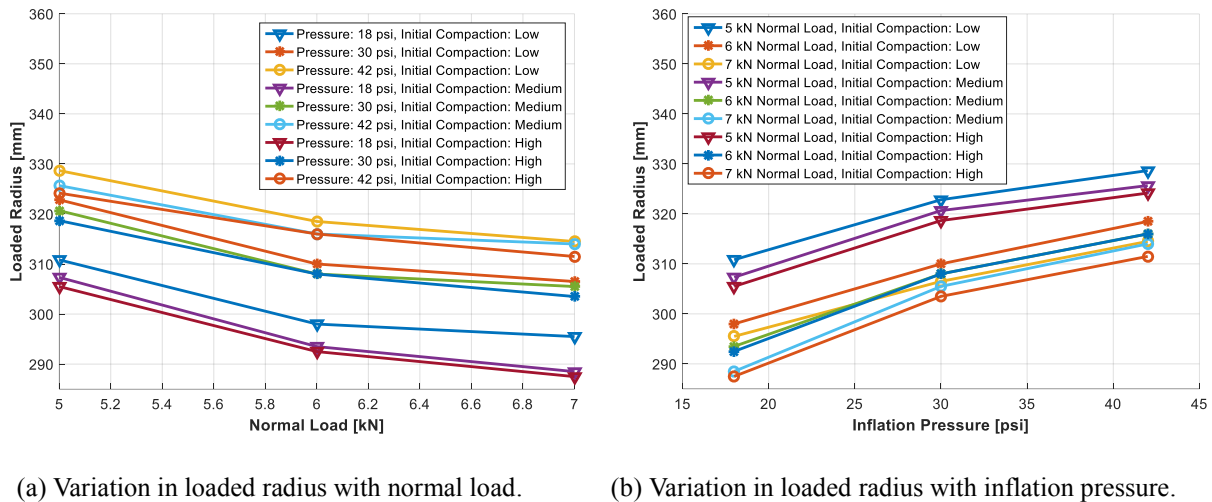 360
350
340
330
320
310
300
290
Loaded Radius [mm]
Pressure: 18 psi, Initial Compaction: Low
Pressure: 30 psi, Initial Compaction: Low
Pressure: 42 psi, Initial Compaction: Low
Pressure: 18 psi, Initial Compaction: Medium
Pressure: 30 psi, Initial Compaction: Medium
Pressure: 42 psi, Initial Compaction: Medium
Pressure: 18 psi, Initial Compaction: High
Pressure: 30 psi, Initial Compaction: High
Pressure: 42 psi, Initial Compaction: High
5 5.2 5.4 5.6 5.8 6 6.2 6.4 6.6 6.8 7
Normal Load [kN]
(a) Variation in loaded radius with normal load.
360
350
340
330
320
310
300
290
Loaded Radius [mm]
5 kN Normal Load, Initial Compaction: Low
6 kN Normal Load, Initial Compaction: Low
7 kN Normal Load, Initial Compaction: Low
5 kN Normal Load, Initial Compaction: Medium
6 kN Normal Load, Initial Compaction: Medium
7 kN Normal Load, Initial Compaction: Medium
5 kN Normal Load, Initial Compaction: High
6 kN Normal Load, Initial Compaction: High
7 kN Normal Load, Initial Compaction: High
15 20 25 30 35 40 45
Inflation Pressure [psi]
(b) Variation in loaded radius with inflation pressure.